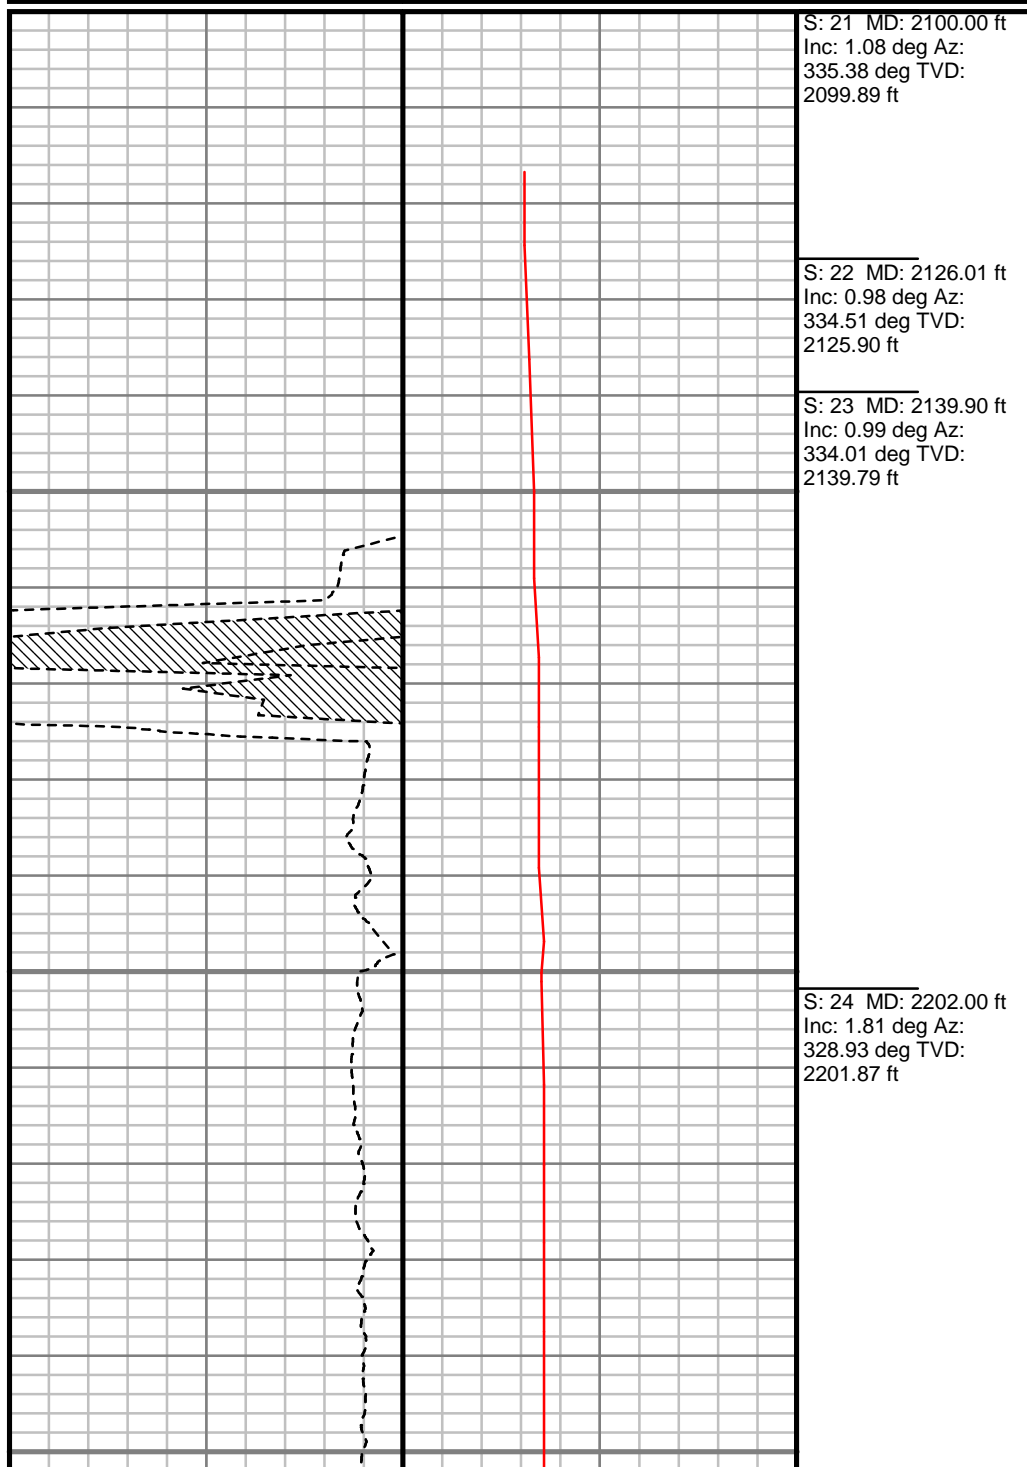 S: 21  MD: 2100.00 ft
Inc: 1.08 deg Az:
335.38 deg TVD:
2099.89 ft
S: 22  MD: 2126.01 ft
Inc: 0.98 deg Az:
334.51 deg TVD:
2125.90 ft
S: 23  MD: 2139.90 ft
Inc: 0.99 deg Az:
334.01 deg TVD:
2139.79 ft
S: 24  MD: 2202.00 ft
Inc: 1.81 deg Az:
328.93 deg TVD:
2201.87 ft